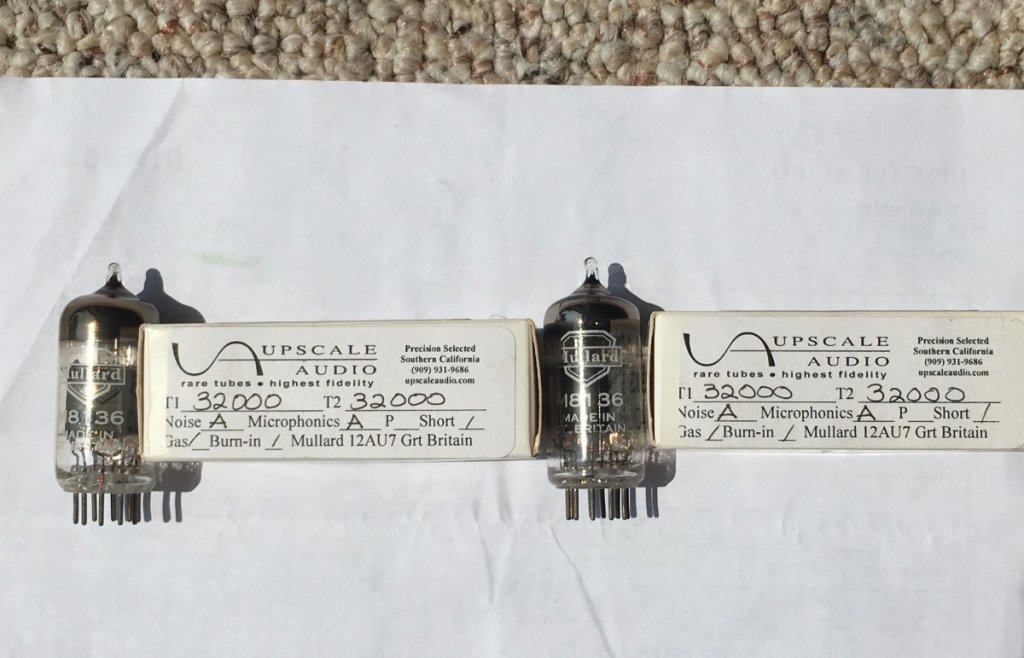 Mullard
M8136
MADE IN
UPSCALE
AUDIO
rare tubes • highest fidelity
Precision Selected
Southern California
(909) 931-9686
upscaleaudio.com
T1 32000 T2 32000
Noise A Microphonics A P Short /
Gas / Burn-in / Mullard 12AU7 Grt Britain
Mullard
M8136
MADE IN
BRITAIN
UPSCALE
AUDIO
rare tubes • highest fidelity
Precision Selected
Southern California
(909) 931-9686
upscaleaudio.com
T1 32000 T2 32000
Noise A Microphonics A P Short /
Gas / Burn-in / Mullard 12AU7 Grt Britain